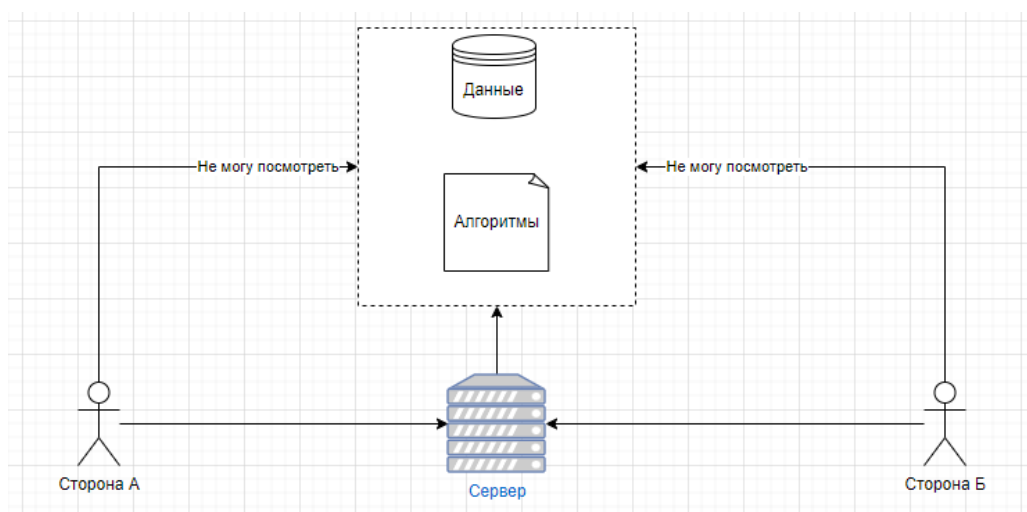 Данные
Не могу посмотреть
Не могу посмотреть
Алгоритмы
Сторона А
Сервер
Сторона Б